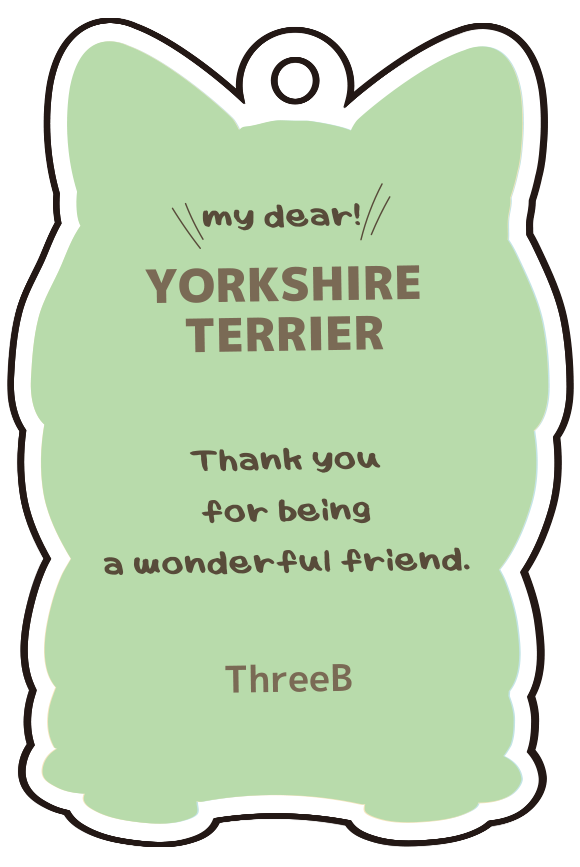 my dear!
YORKSHIRE
TERRIER
Thank you
for being
a wonderful friend.
ThreeB